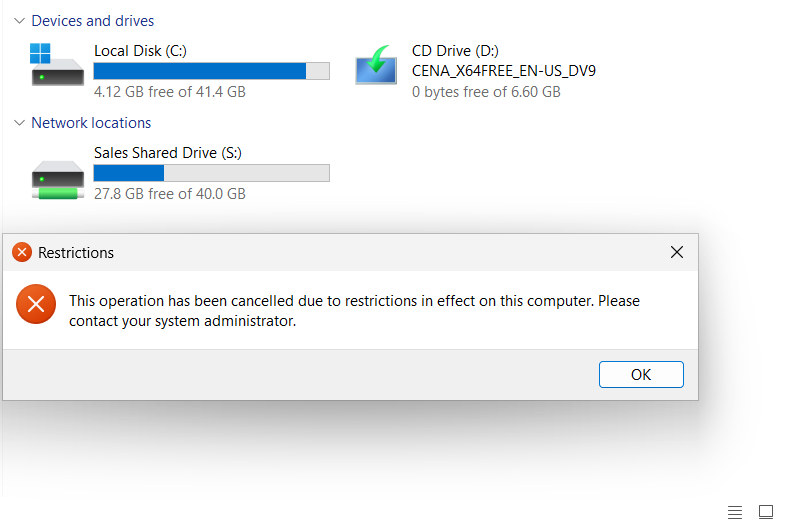 Devices and drives
Local Disk (C:)
4.12 GB free of 41.4 GB
CD Drive (D:)
CENA_X64FREE_EN-US_DV9
0 bytes free of 6.60 GB
Network locations
Sales Shared Drive (S:)
27.8 GB free of 40.0 GB
Restrictions
This operation has been cancelled due to restrictions in effect on this computer. Please
contact your system administrator.
OK